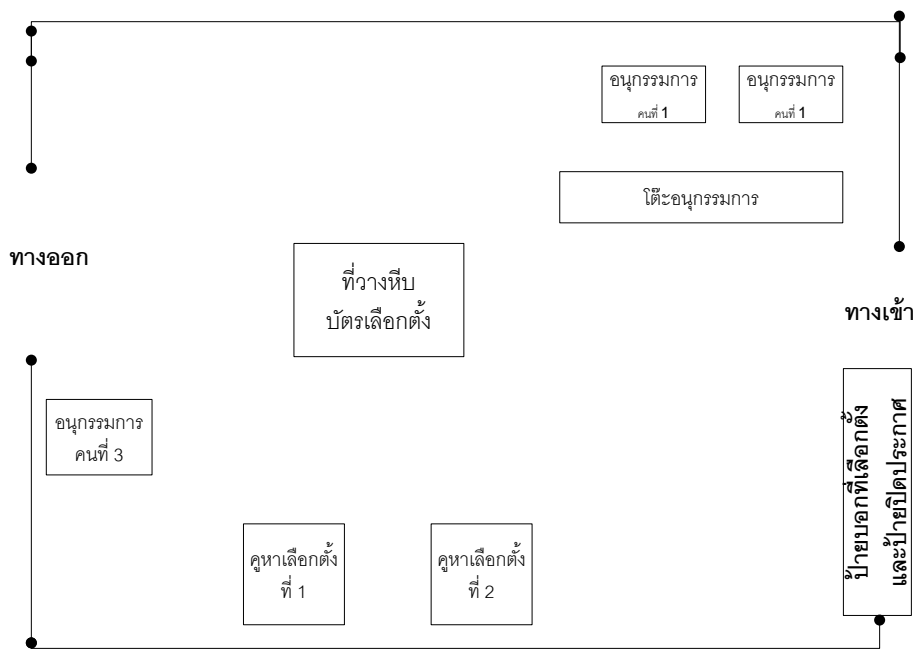 อนุกรรมการ
คนที่ 1
อนุกรรมการ
คนที่ 1
โต๊ะอนุกรรมการ
ทางออก
ที่วางหีบ
บัตรเลือกตั้ง
ทางเข้า
อนุกรรมการ
คนที่ 3
ป้ายบอกที่เลือกตั้ง
และป้ายปิดประกาศ
คูหาเลือกตั้ง
ที่ 1
คูหาเลือกตั้ง
ที่ 2